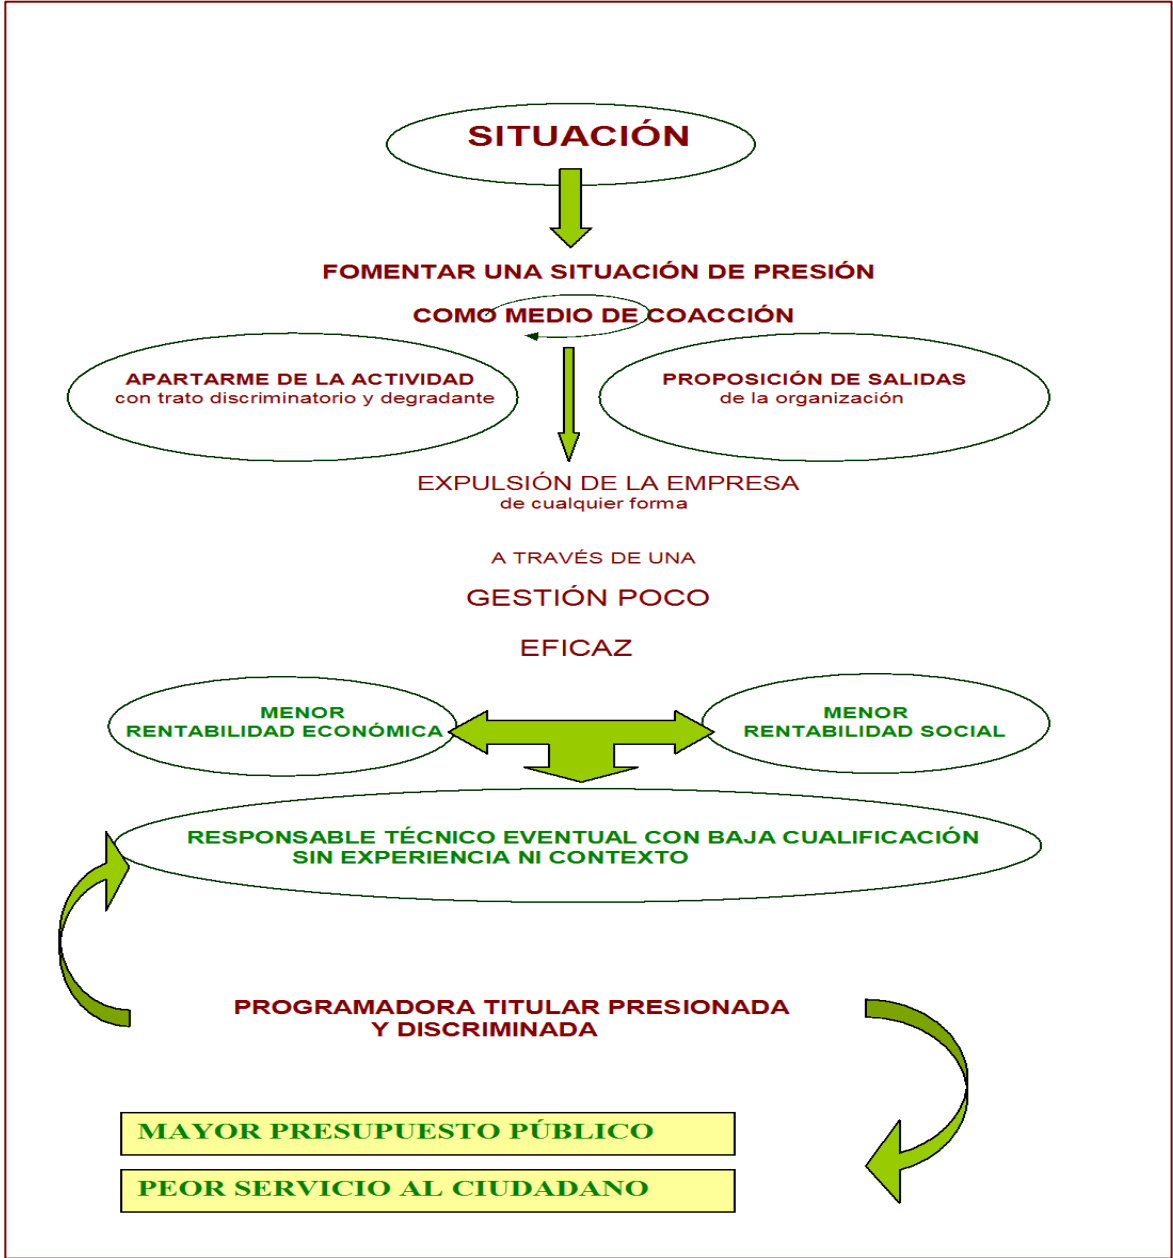 SITUACIÓN
FOMENTAR UNA SITUACIÓN DE PRESIÓN
COMO MEDIO DE COACCIÓN
APARTARME DE LA ACTIVIDAD
con trato discriminatorio y degradante
PROPOSICIÓN DE SALIDAS
de la organización
EXPULSIÓN DE LA EMPRESA
de cualquier forma
A TRAVÉS DE UNA
GESTIÓN POCO
EFICAZ
MENOR
RENTABILIDAD ECONÓMICA
MENOR
RENTABILIDAD SOCIAL
RESPONSABLE TÉCNICO EVENTUAL CON BAJA CUALIFICACIÓN
SIN EXPERIENCIA NI CONTEXTO
PROGRAMADORA TITULAR PRESIONADA
Y DISCRIMINADA
MAYOR PRESUPUESTO PÚBLICO
PEOR SERVICIO AL CIUDADANO